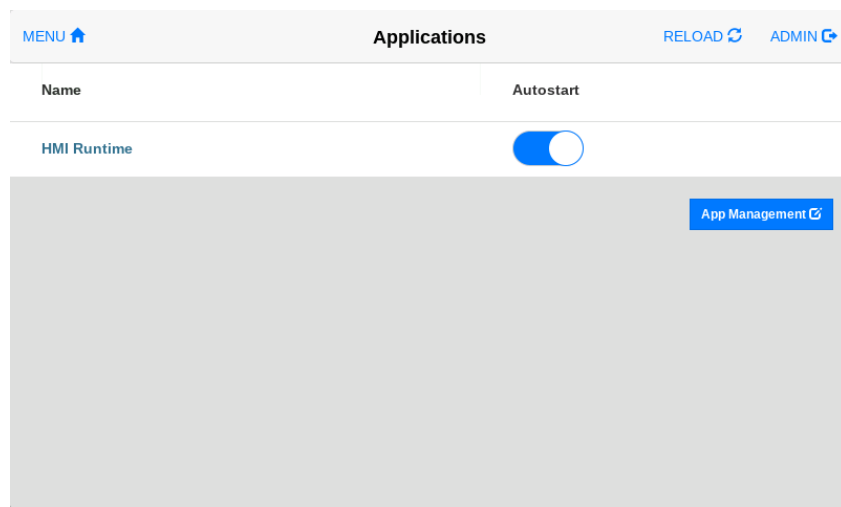 MENU Applications RELOAD ADMIN
Name Autostart
HMI Runtime
App Management